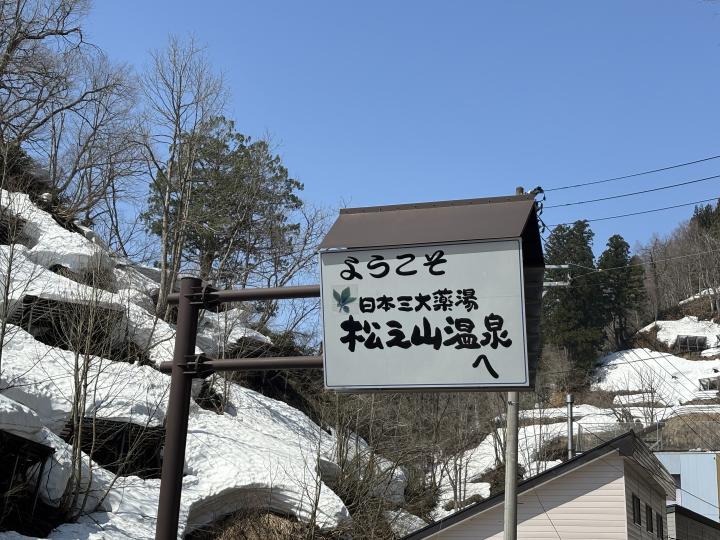 ようこそ
日本三大薬湯
松之山温泉
へ